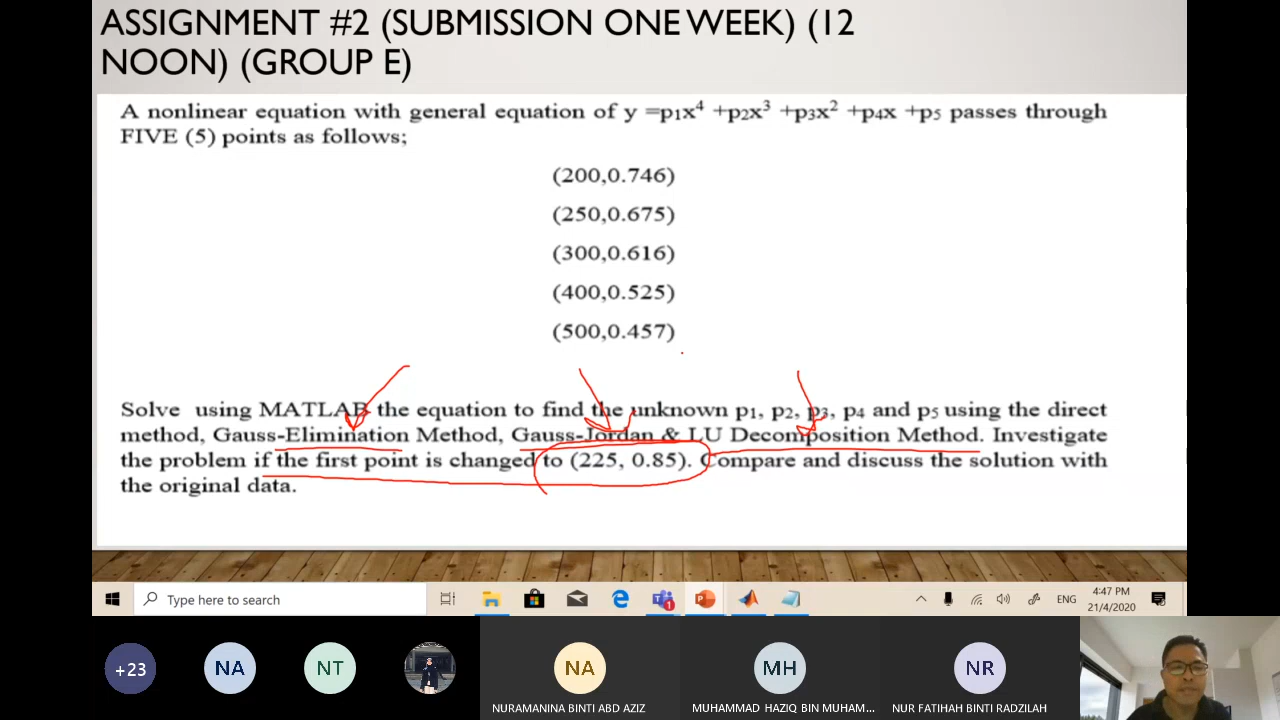 ASSIGNMENT #2 (SUBMISSION ONE WEEK) (12
NOON) (GROUP E)
A nonlinear equation with general equation of y =p₁x⁴ +p₂x³ +p₃x² +p₄x +p₅ passes through
FIVE (5) points as follows;
(200,0.746)
(250,0.675)
(300,0.616)
(400,0.525)
(500,0.457)
Solve using MATLAB the equation to find the unknown p₁, p₂, p₃, p₄ and p₅ using the direct
method, Gauss-Elimination Method, Gauss-Jordan & LU Decomposition Method. Investigate
the problem if the first point is changed to (225, 0.85). Compare and discuss the solution with
the original data.
Type here to search
1
P
ENG
4:47 PM
21/4/2020
+23
NA
NT
NA
MH
NR
NURAMANINA BINTI ABD AZIZ
MUHAMMAD HAZIQ BIN MUHAM...
NUR FATIHAH BINTI RADZILAH